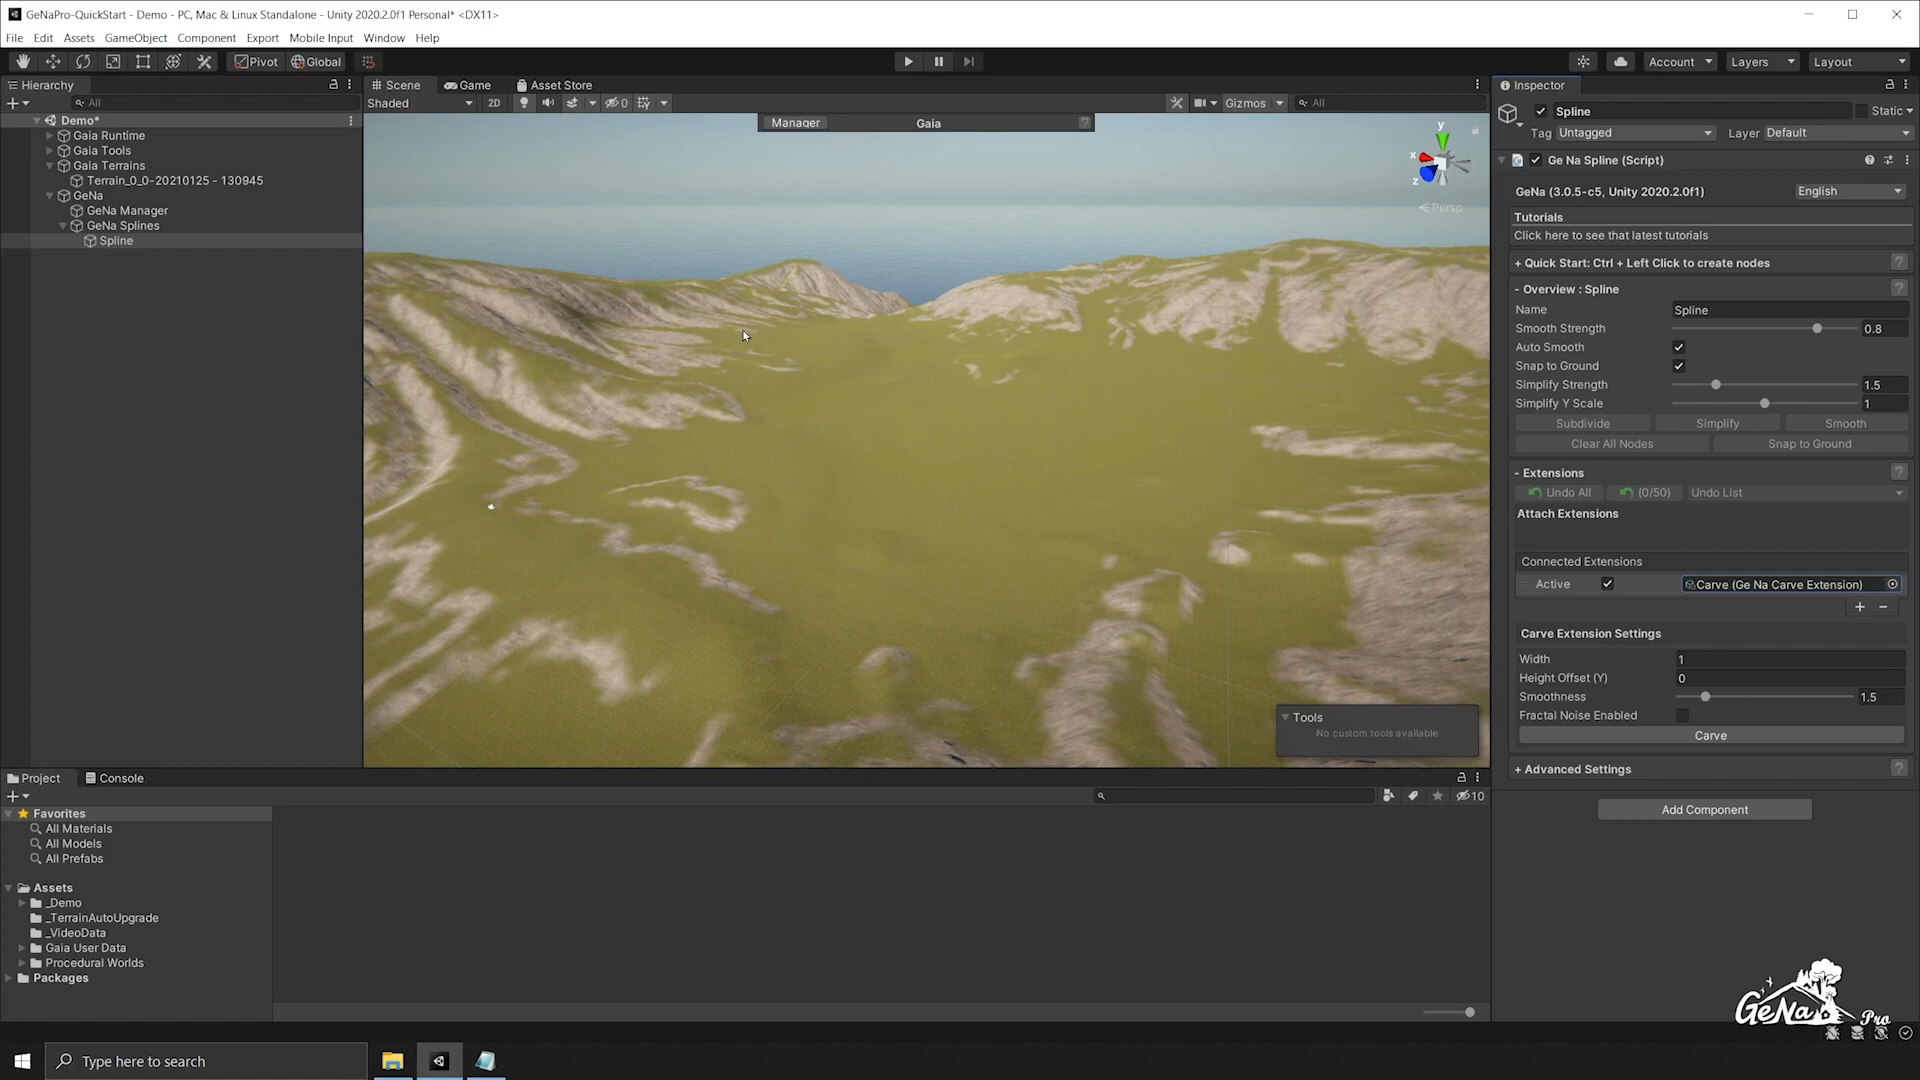 GeNaPro-QuickStart - Demo - PC, Mac & Linux Standalone - Unity 2020.2.0f1 Personal* <DX11>
File Edit Assets GameObject Component Export Mobile Input Window Help
Pivot Global Account Layers Layout
Hierarchy Scene Game Asset Store Inspector
All Shaded 2D 0 Gizmos All
Demo*
Gaia Runtime
Gaia Tools
Gaia Terrains
Terrain_0_0-20210125 - 130945
GeNa
GeNa Manager
GeNa Splines
Spline
Manager Gaia
y
x
z
Persp
Tools
No custom tools available
Spline Static
Tag Untagged Layer Default
Ge Na Spline (Script)
GeNa (3.0.5-c5, Unity 2020.2.0f1) English
Tutorials
Click here to see that latest tutorials
+ Quick Start: Ctrl + Left Click to create nodes ?
- Overview : Spline ?
Name Spline
Smooth Strength 0.8
Auto Smooth
Snap to Ground
Simplify Strength 1.5
Simplify Y Scale 1
Subdivide Simplify Smooth
Clear All Nodes Snap to Ground
- Extensions ?
Undo All (0/50) Undo List
Attach Extensions
Connected Extensions
Active Carve (Ge Na Carve Extension)
+ −
Carve Extension Settings
Width 1
Height Offset (Y) 0
Smoothness 1.5
Fractal Noise Enabled
Carve
+ Advanced Settings ?
Add Component
Project Console
10
Favorites
All Materials
All Models
All Prefabs
Assets
_Demo
_TerrainAutoUpgrade
_VideoData
Gaia User Data
Procedural Worlds
Packages
GeNa Pro
Type here to search